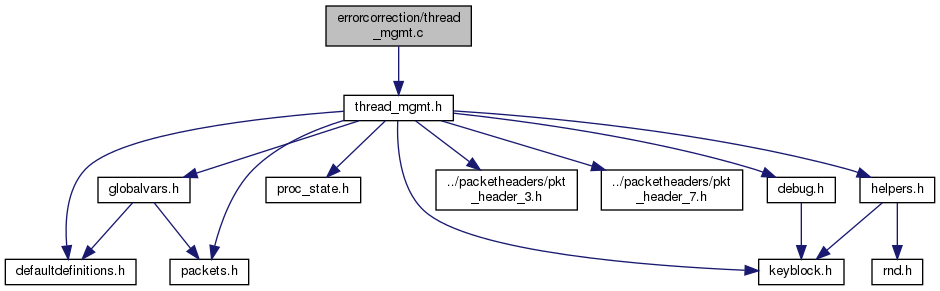 errorcorrection/thread
_mgmt.c
thread_mgmt.h
globalvars.h
proc_state.h
../packetheaders/pkt
_header_3.h
../packetheaders/pkt
_header_7.h
debug.h
helpers.h
defaultdefinitions.h
packets.h
keyblock.h
rnd.h